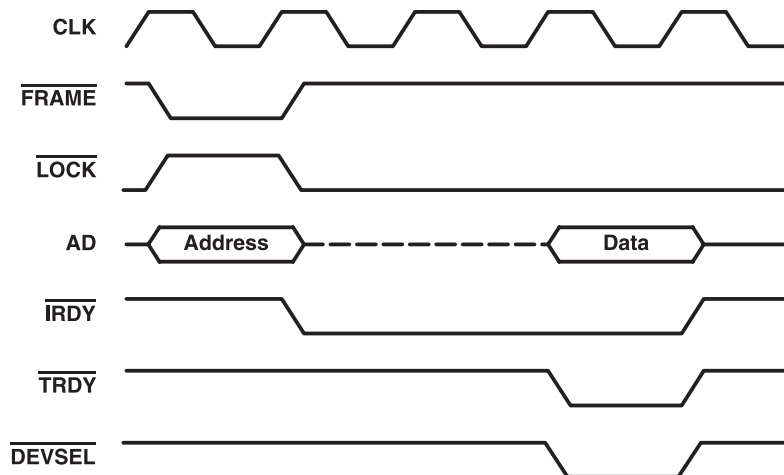 CLK
FRAME
LOCK
AD Address Data
IRDY
TRDY
DEVSEL